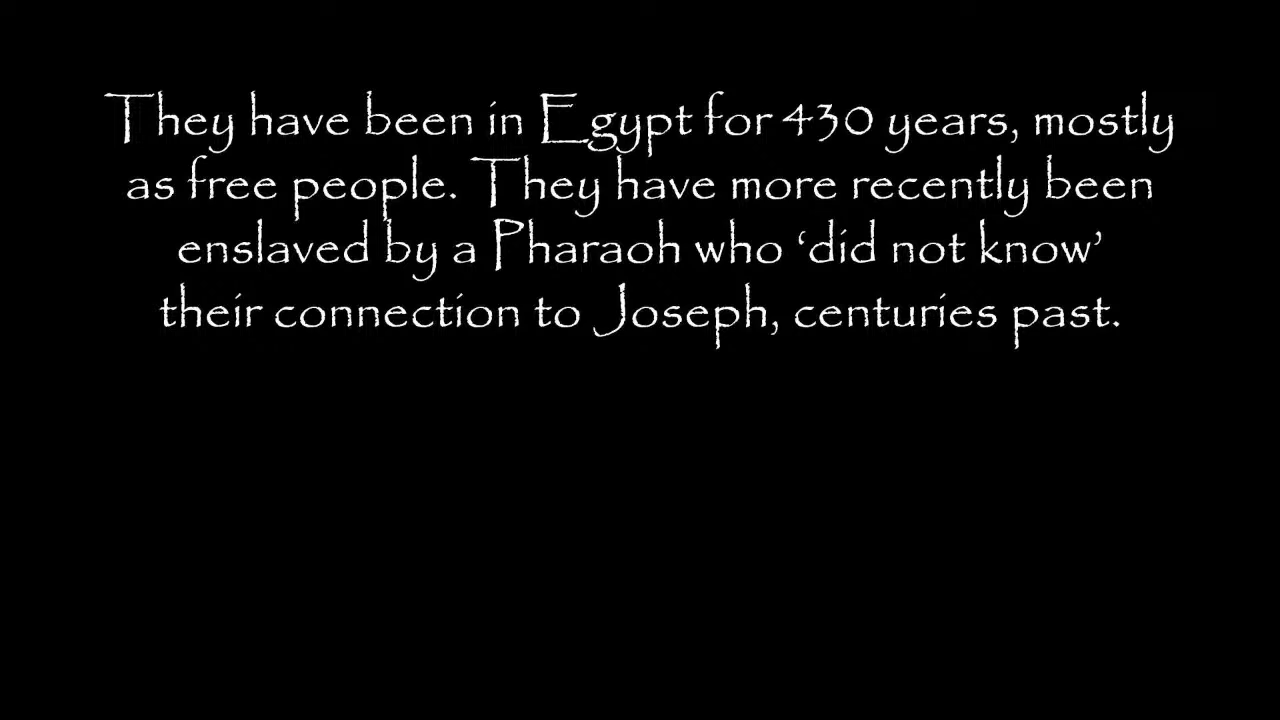 They have been in Egypt for 430 years, mostly
as free people. They have more recently been
enslaved by a Pharaoh who ‘did not know’
their connection to Joseph, centuries past.